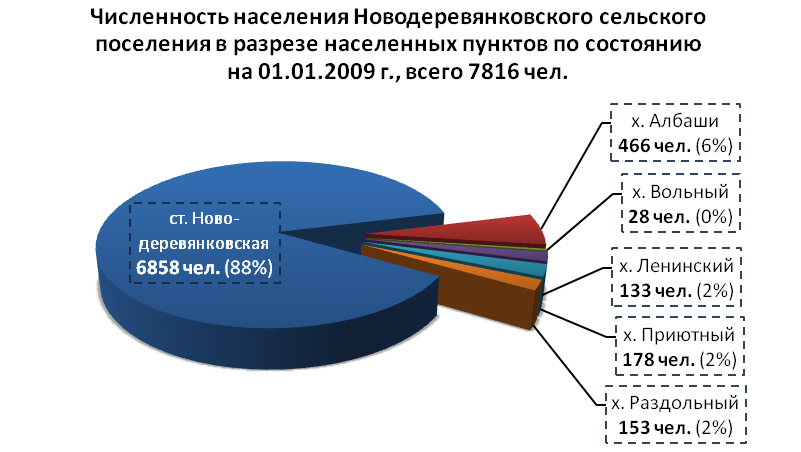 Численность населения Новодеревянковского сельского
поселения в разрезе населенных пунктов по состоянию
на 01.01.2009 г., всего 7816 чел.
х. Албаши
466 чел. (6%)
х. Вольный
28 чел. (0%)
ст. Ново-
деревянковская
6858 чел. (88%)
х. Ленинский
133 чел. (2%)
х. Приютный
178 чел. (2%)
х. Раздольный
153 чел. (2%)